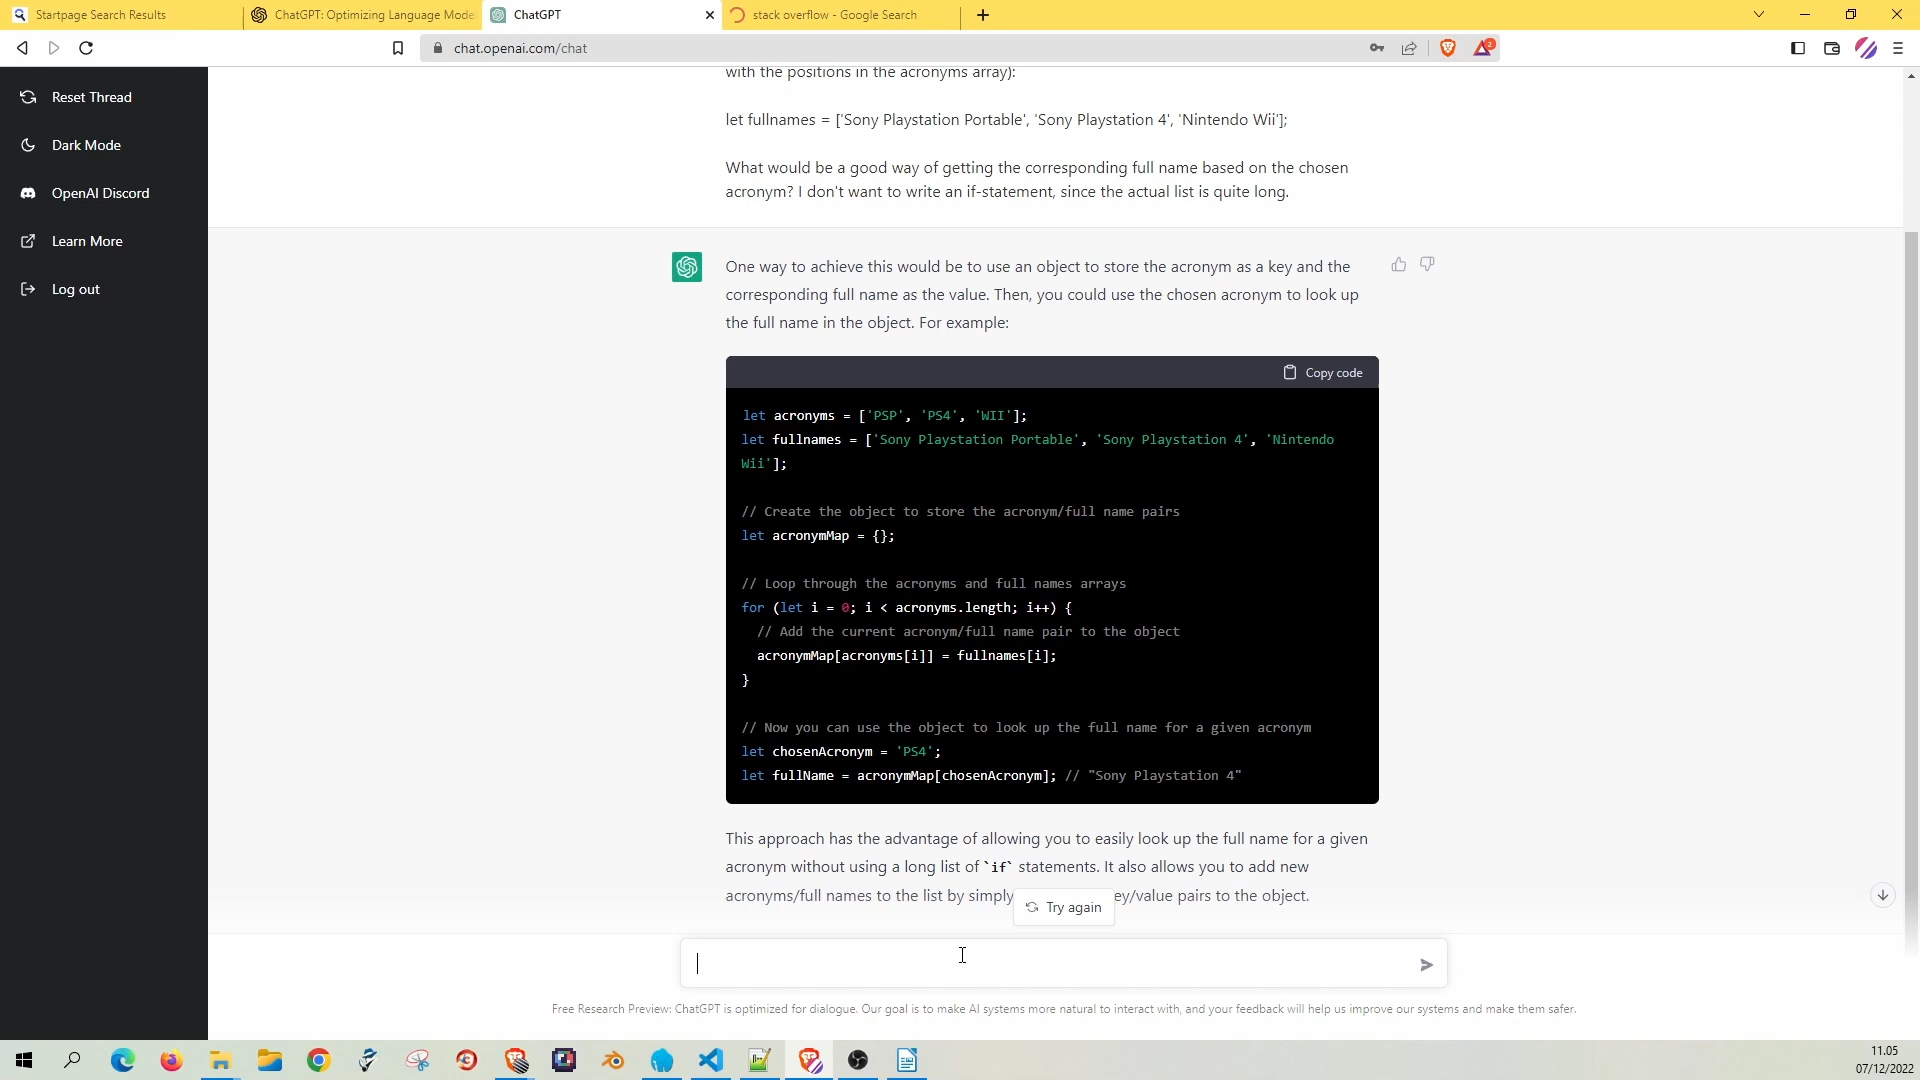 Startpage Search Results
ChatGPT: Optimizing Language Mode
ChatGPT
stack overflow - Google Search
chat.openai.com/chat
2
Reset Thread
Dark Mode
OpenAI Discord
Learn More
Log out
with the positions in the acronyms array):
let fullnames = ['Sony Playstation Portable', 'Sony Playstation 4', 'Nintendo Wii'];
What would be a good way of getting the corresponding full name based on the chosen
acronym? I don't want to write an if-statement, since the actual list is quite long.
One way to achieve this would be to use an object to store the acronym as a key and the
corresponding full name as the value. Then, you could use the chosen acronym to look up
the full name in the object. For example:
Copy code
let acronyms = ['PSP', 'PS4', 'WII'];
let fullnames = ['Sony Playstation Portable', 'Sony Playstation 4', 'Nintendo
Wii'];
// Create the object to store the acronym/full name pairs
let acronymMap = {};
// Loop through the acronyms and full names arrays
for (let i = 0; i < acronyms.length; i++) {
// Add the current acronym/full name pair to the object
acronymMap[acronyms[i]] = fullnames[i];
}
// Now you can use the object to look up the full name for a given acronym
let chosenAcronym = 'PS4';
let fullName = acronymMap[chosenAcronym]; // "Sony Playstation 4"
This approach has the advantage of allowing you to easily look up the full name for a given
acronym without using a long list of `if` statements. It also allows you to add new
acronyms/full names to the list by simply ey/value pairs to the object.
Try again
Free Research Preview: ChatGPT is optimized for dialogue. Our goal is to make AI systems more natural to interact with, and your feedback will help us improve our systems and make them safer.
11.05
07/12/2022